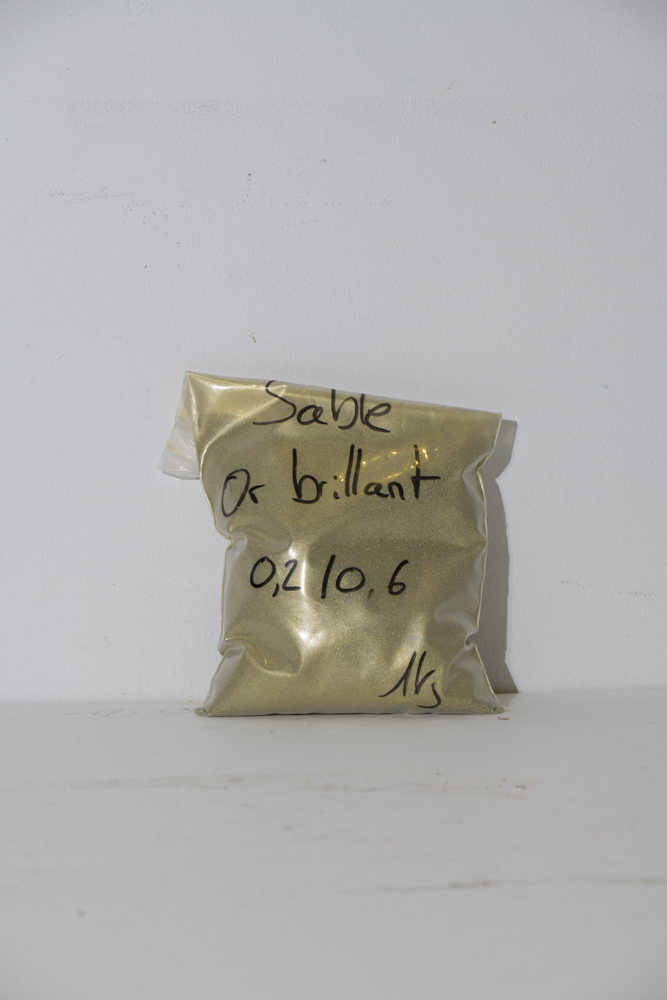 Sable
Or brillant
0,2/0,6
1kg